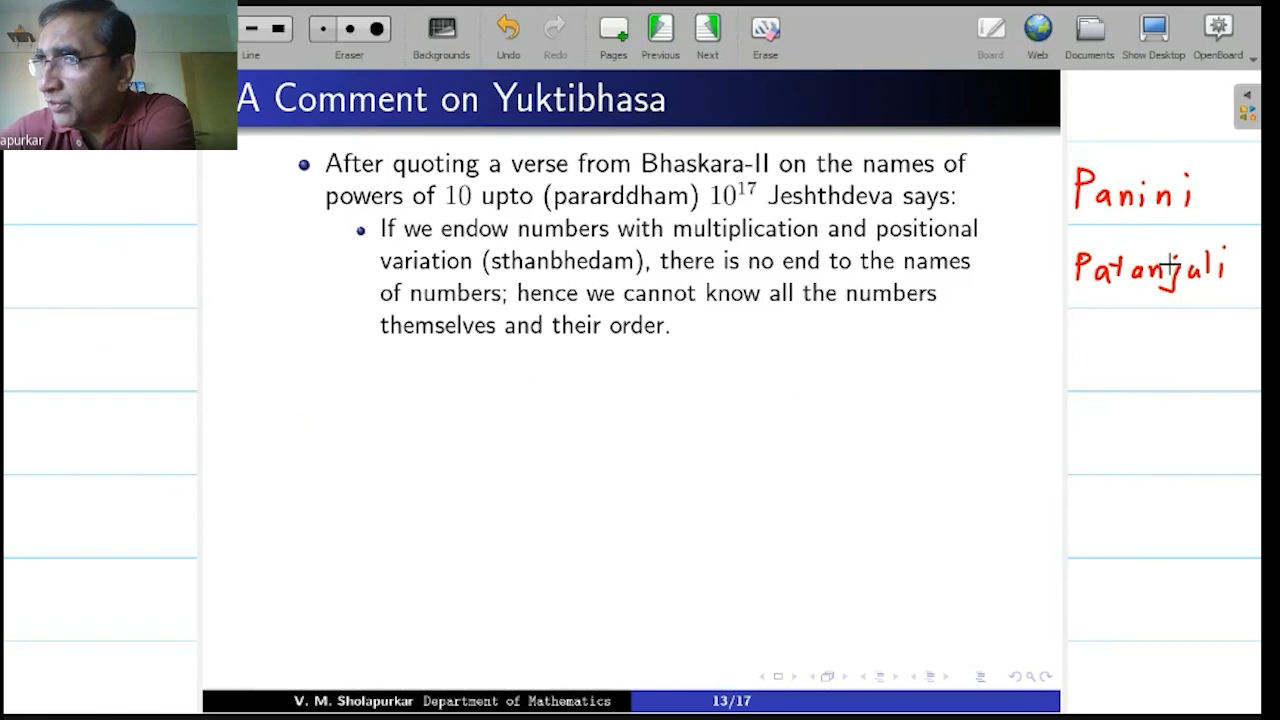 Line
Eraser
Backgrounds
Undo
Redo
Pages
Previous
Next
Erase
Board
Web
Documents
Show Desktop
OpenBoard
apurkar
A Comment on Yuktibhasa
After quoting a verse from Bhaskara-II on the names of
powers of 10 upto (pararddham) 10¹⁷ Jeshthdeva says:
If we endow numbers with multiplication and positional
variation (sthanbhedam), there is no end to the names
of numbers; hence we cannot know all the numbers
themselves and their order.
Panini
Patanjali
V. M. Sholapurkar Department of Mathematics
13/17